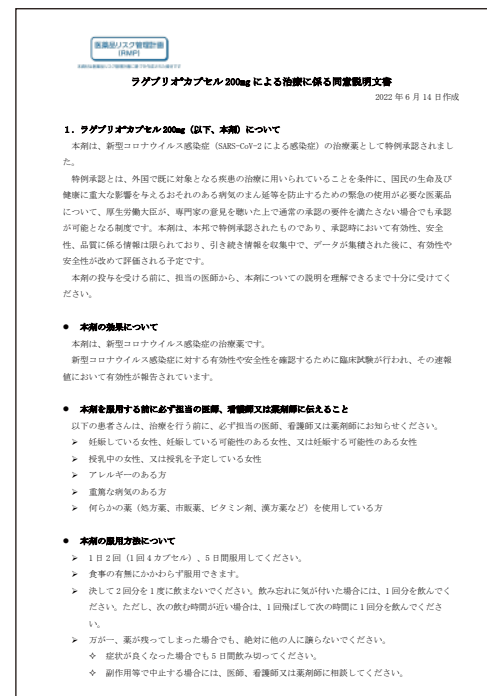 医薬品リスク管理計画
(RMP)
ラゲブリオ®カプセル 200mg による治療に係る同意説明文書
2022 年 6 月 14 日作成
1．ラゲブリオ®カプセル 200mg（以下、本剤）について
本剤は、新型コロナウイルス感染症（SARS-CoV-2 による感染症）の治療薬として特例承認されまし
た。
特例承認とは、外国で既に対象となる疾患の治療に用いられていることを条件に、国民の生命及び
健康に重大な影響を与えるおそれのある病気のまん延等を防止するための緊急の使用が必要な医薬品
について、厚生労働大臣が、専門家の意見を聴いた上で通常の承認の要件を満たさない場合でも承認
が可能となる制度です。本剤は、本邦で特例承認されたものであり、承認時において有効性、安全
性、品質に係る情報は限られており、引き続き情報を収集中で、データが集積された後に、有効性や
安全性が改めて評価される予定です。
本剤の投与を受ける前に、担当の医師から、本剤についての説明を理解できるまで十分に受けてく
ださい。
● 本剤の効果について
本剤は、新型コロナウイルス感染症の治療薬です。
新型コロナウイルス感染症に対する有効性や安全性を確認するために臨床試験が行われ、その速報
値において有効性が報告されています。
● 本剤を服用する前に必ず担当の医師、看護師又は薬剤師に伝えること
以下の患者さんは、治療を行う前に、必ず担当の医師、看護師又は薬剤師にお知らせください。
➢ 妊娠している女性、妊娠している可能性のある女性、又は妊娠する可能性のある女性
➢ 授乳中の女性、又は授乳を予定している女性
➢ アレルギーのある方
➢ 重篤な病気のある方
➢ 何らかの薬（処方薬、市販薬、ビタミン剤、漢方薬など）を使用している方
● 本剤の服用方法について
➢ 1 日 2 回（1 回 4 カプセル）、5 日間服用してください。
➢ 食事の有無にかかわらず服用できます。
➢ 決して 2 回分を 1 度に飲まないでください。飲み忘れに気が付いた場合には、1 回分を飲んでく
ださい。ただし、次の飲む時間が近い場合は、1 回飛ばして次の時間に 1 回分を飲んでくださ
い。
➢ 万が一、薬が残ってしまった場合でも、絶対に他の人に譲らないでください。
✧ 症状が良くなった場合でも 5 日間飲み切ってください。
✧ 副作用等で中止する場合には、医師、看護師又は薬剤師に相談してください。